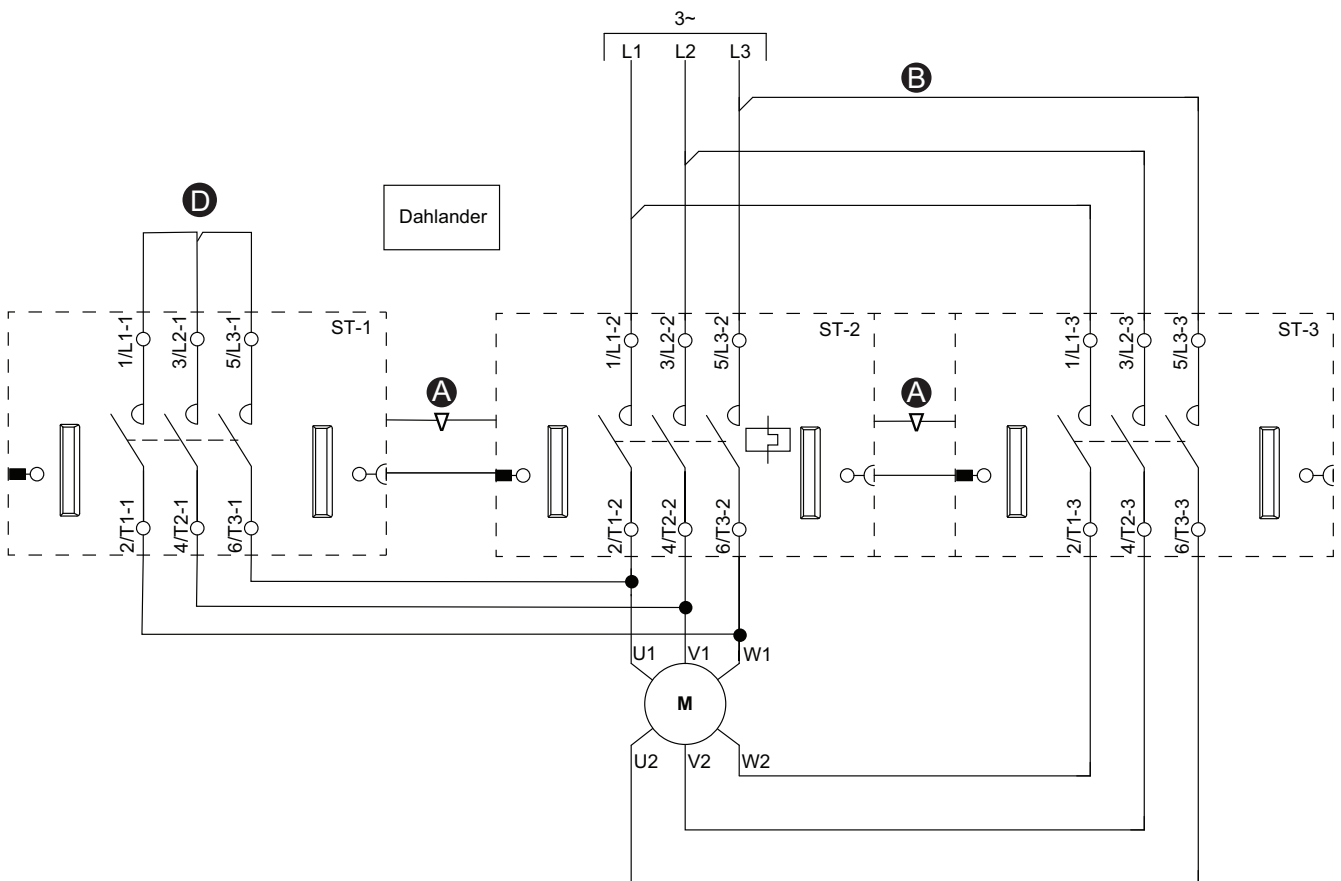 3~
L1 L2 L3
B
D
Dahlander
1/L1-1 3/L2-1 5/L3-1 ST-1
1/L1-2 3/L2-2 5/L3-2 ST-2
1/L1-3 3/L2-3 5/L3-3 ST-3
A A
2/T1-1 4/T2-1 6/T3-1
2/T1-2 4/T2-2 6/T3-2
2/T1-3 4/T2-3 6/T3-3
U1 V1 W1
M
U2 V2 W2